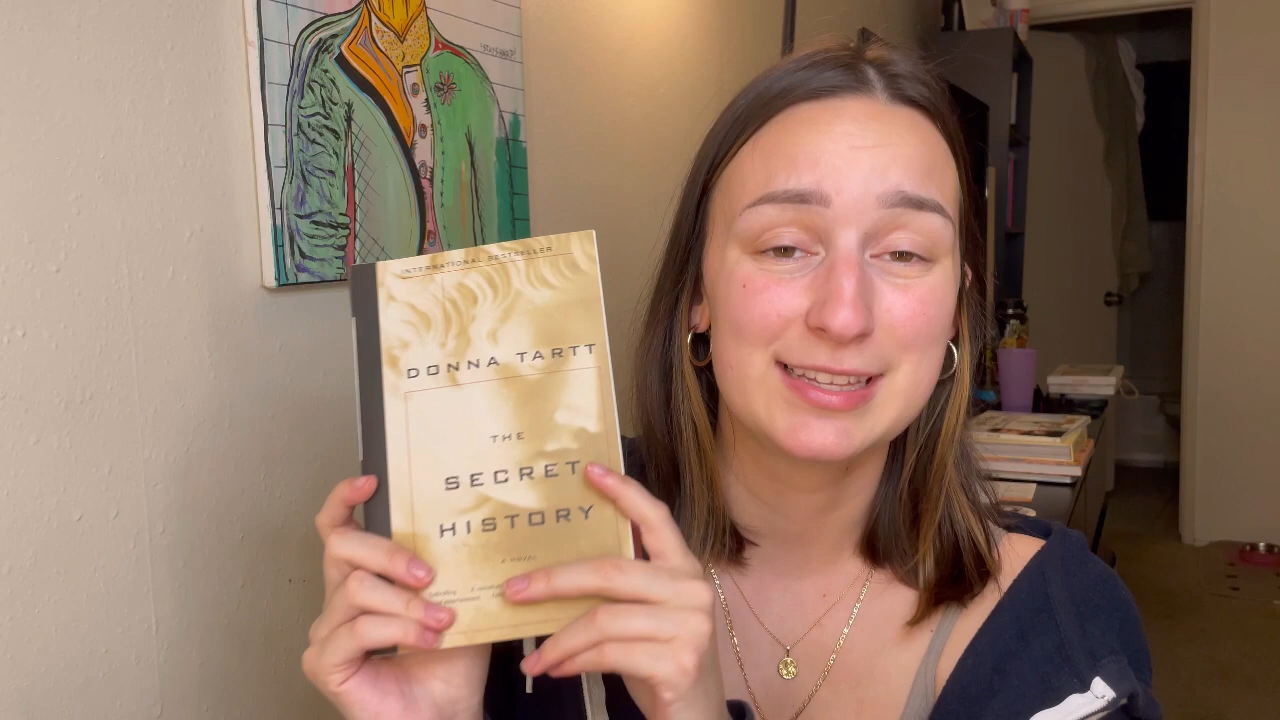 INTERNATIONAL BESTSELLER
DONNA TARTT
THE
SECRET
HISTORY
A NOVEL